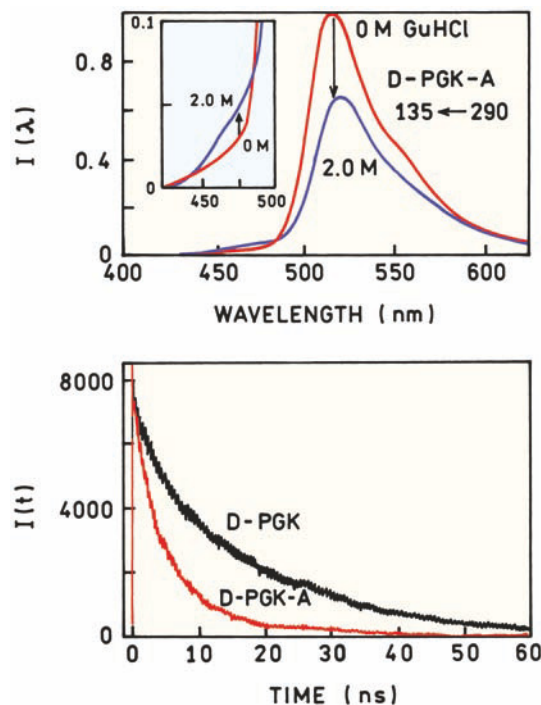 0.1
2.0 M
0 M
0
450 500
0 M GuHCl
D-PGK-A
135 ← 290
2.0 M
0.8
0.4
0
I (λ)
400 450 500 550 600
WAVELENGTH (nm)
8000
4000
0
I(t)
D-PGK
D-PGK-A
0 10 20 30 40 50 60
TIME (ns)